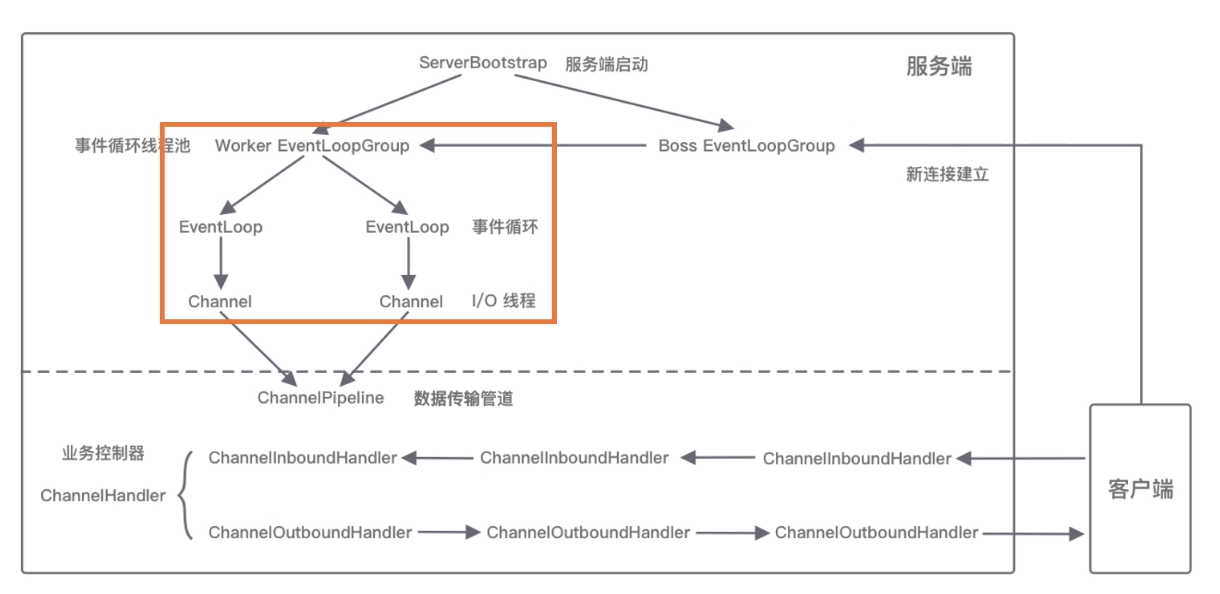 ServerBootstrap 服务端启动 服务端
事件循环线程池 Worker EventLoopGroup Boss EventLoopGroup
新连接建立
EventLoop EventLoop 事件循环
Channel Channel I/O 线程
ChannelPipeline 数据传输管道
业务控制器
ChannelInboundHandler ChannelInboundHandler ChannelInboundHandler
ChannelHandler
客户端
ChannelOutboundHandler ChannelOutboundHandler ChannelOutboundHandler